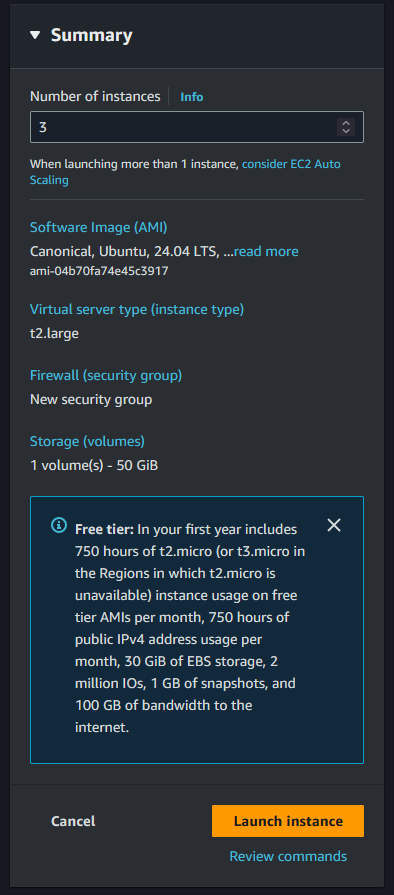 Summary
Number of instances Info
3
When launching more than 1 instance, consider EC2 Auto
Scaling
Software Image (AMI)
Canonical, Ubuntu, 24.04 LTS, ...read more
ami-04b70fa74e45c3917
Virtual server type (instance type)
t2.large
Firewall (security group)
New security group
Storage (volumes)
1 volume(s) - 50 GiB
Free tier: In your first year includes
750 hours of t2.micro (or t3.micro in
the Regions in which t2.micro is
unavailable) instance usage on free
tier AMIs per month, 750 hours of
public IPv4 address usage per
month, 30 GiB of EBS storage, 2
million IOs, 1 GB of snapshots, and
100 GB of bandwidth to the
internet.
Cancel
Launch instance
Review commands